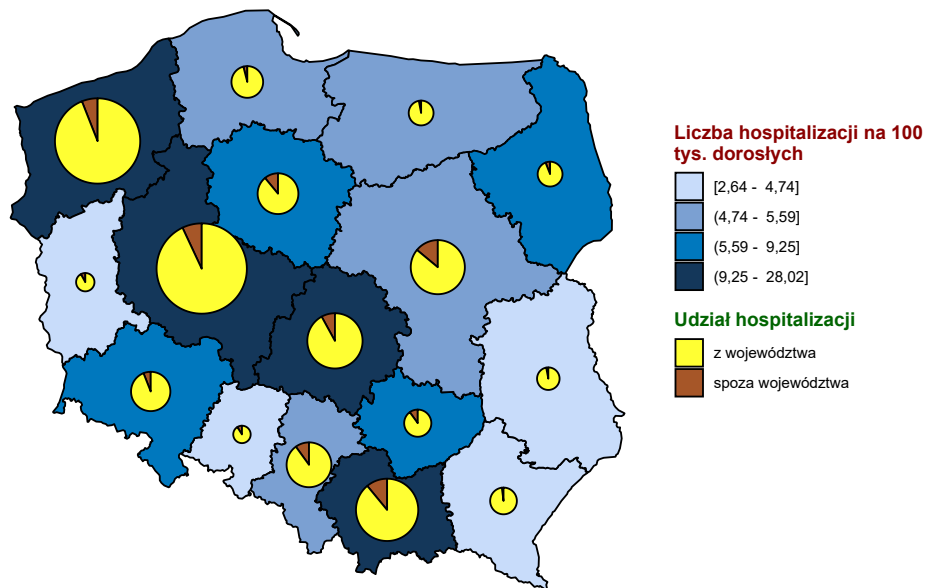 Liczba hospitalizacji na 100
tys. dorosłych
[2,64 - 4,74]
(4,74 - 5,59]
(5,59 - 9,25]
(9,25 - 28,02]
Udział hospitalizacji
z województwa
spoza województwa